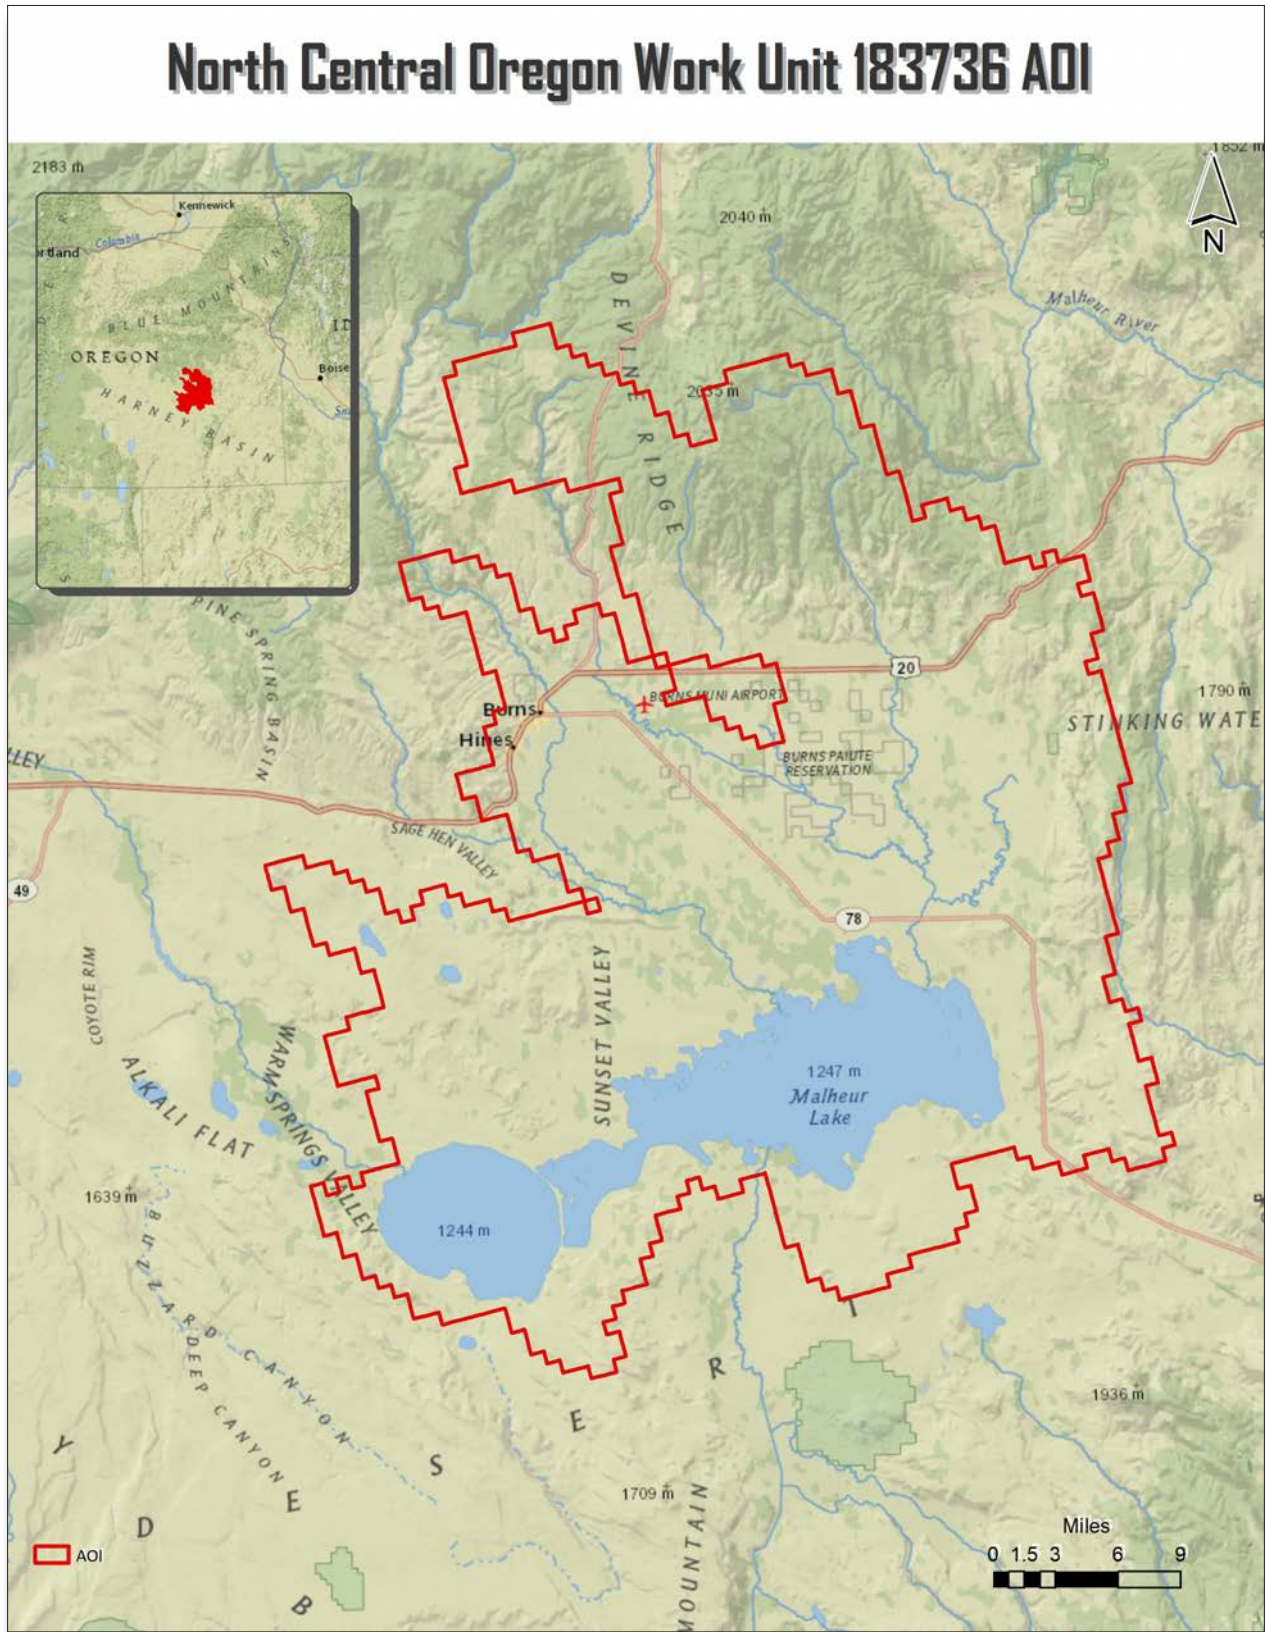 North Central Oregon Work Unit 183736 AOI
2183 m
1852 m
Kennewick
Columbia
rtland
BLUE MOUNTAINS
ID
OREGON
Boise
HARNEY BASIN
2040 m
N
DEVINE RIDGE
Malheur River
2035 m
PINE SPRING BASIN
20
BURNS MUNI AIRPORT
1790 m
Burns
STINKING WATE
Hines
BURNS PAIUTE
RESERVATION
LLEY
SAGE HEN VALLEY
49
78
COYOTE RIM
SUNSET VALLEY
WARM SPRINGS VALLEY
ALKALI FLAT
1247 m
Malheur
Lake
1639 m
1244 m
BUZZARD CANYON
DEEP CANYON
1936 m
1709 m
MOUNTAIN
Y
D
E
S
E
R
T
B
Miles
0 1.5 3 6 9
AOI